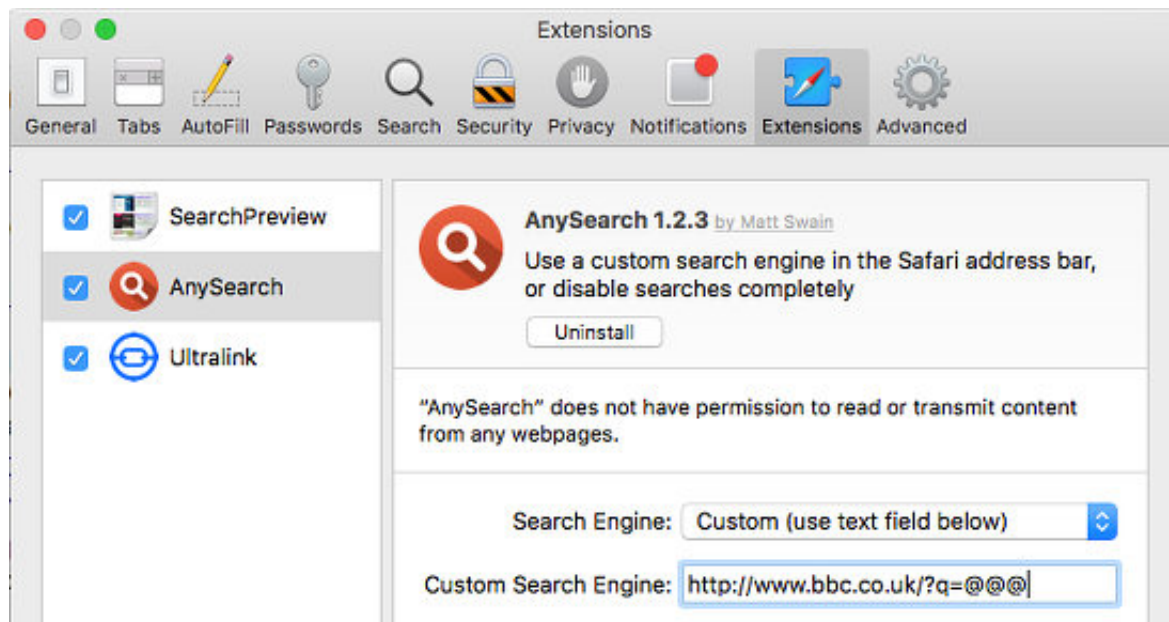 Extensions
General Tabs AutoFill Passwords Search Security Privacy Notifications Extensions Advanced
SearchPreview
AnySearch
Ultralink
AnySearch 1.2.3 by Matt Swain
Use a custom search engine in the Safari address bar,
or disable searches completely
Uninstall
“AnySearch” does not have permission to read or transmit content
from any webpages.
Search Engine: Custom (use text field below)
Custom Search Engine: http://www.bbc.co.uk/?q=@@@